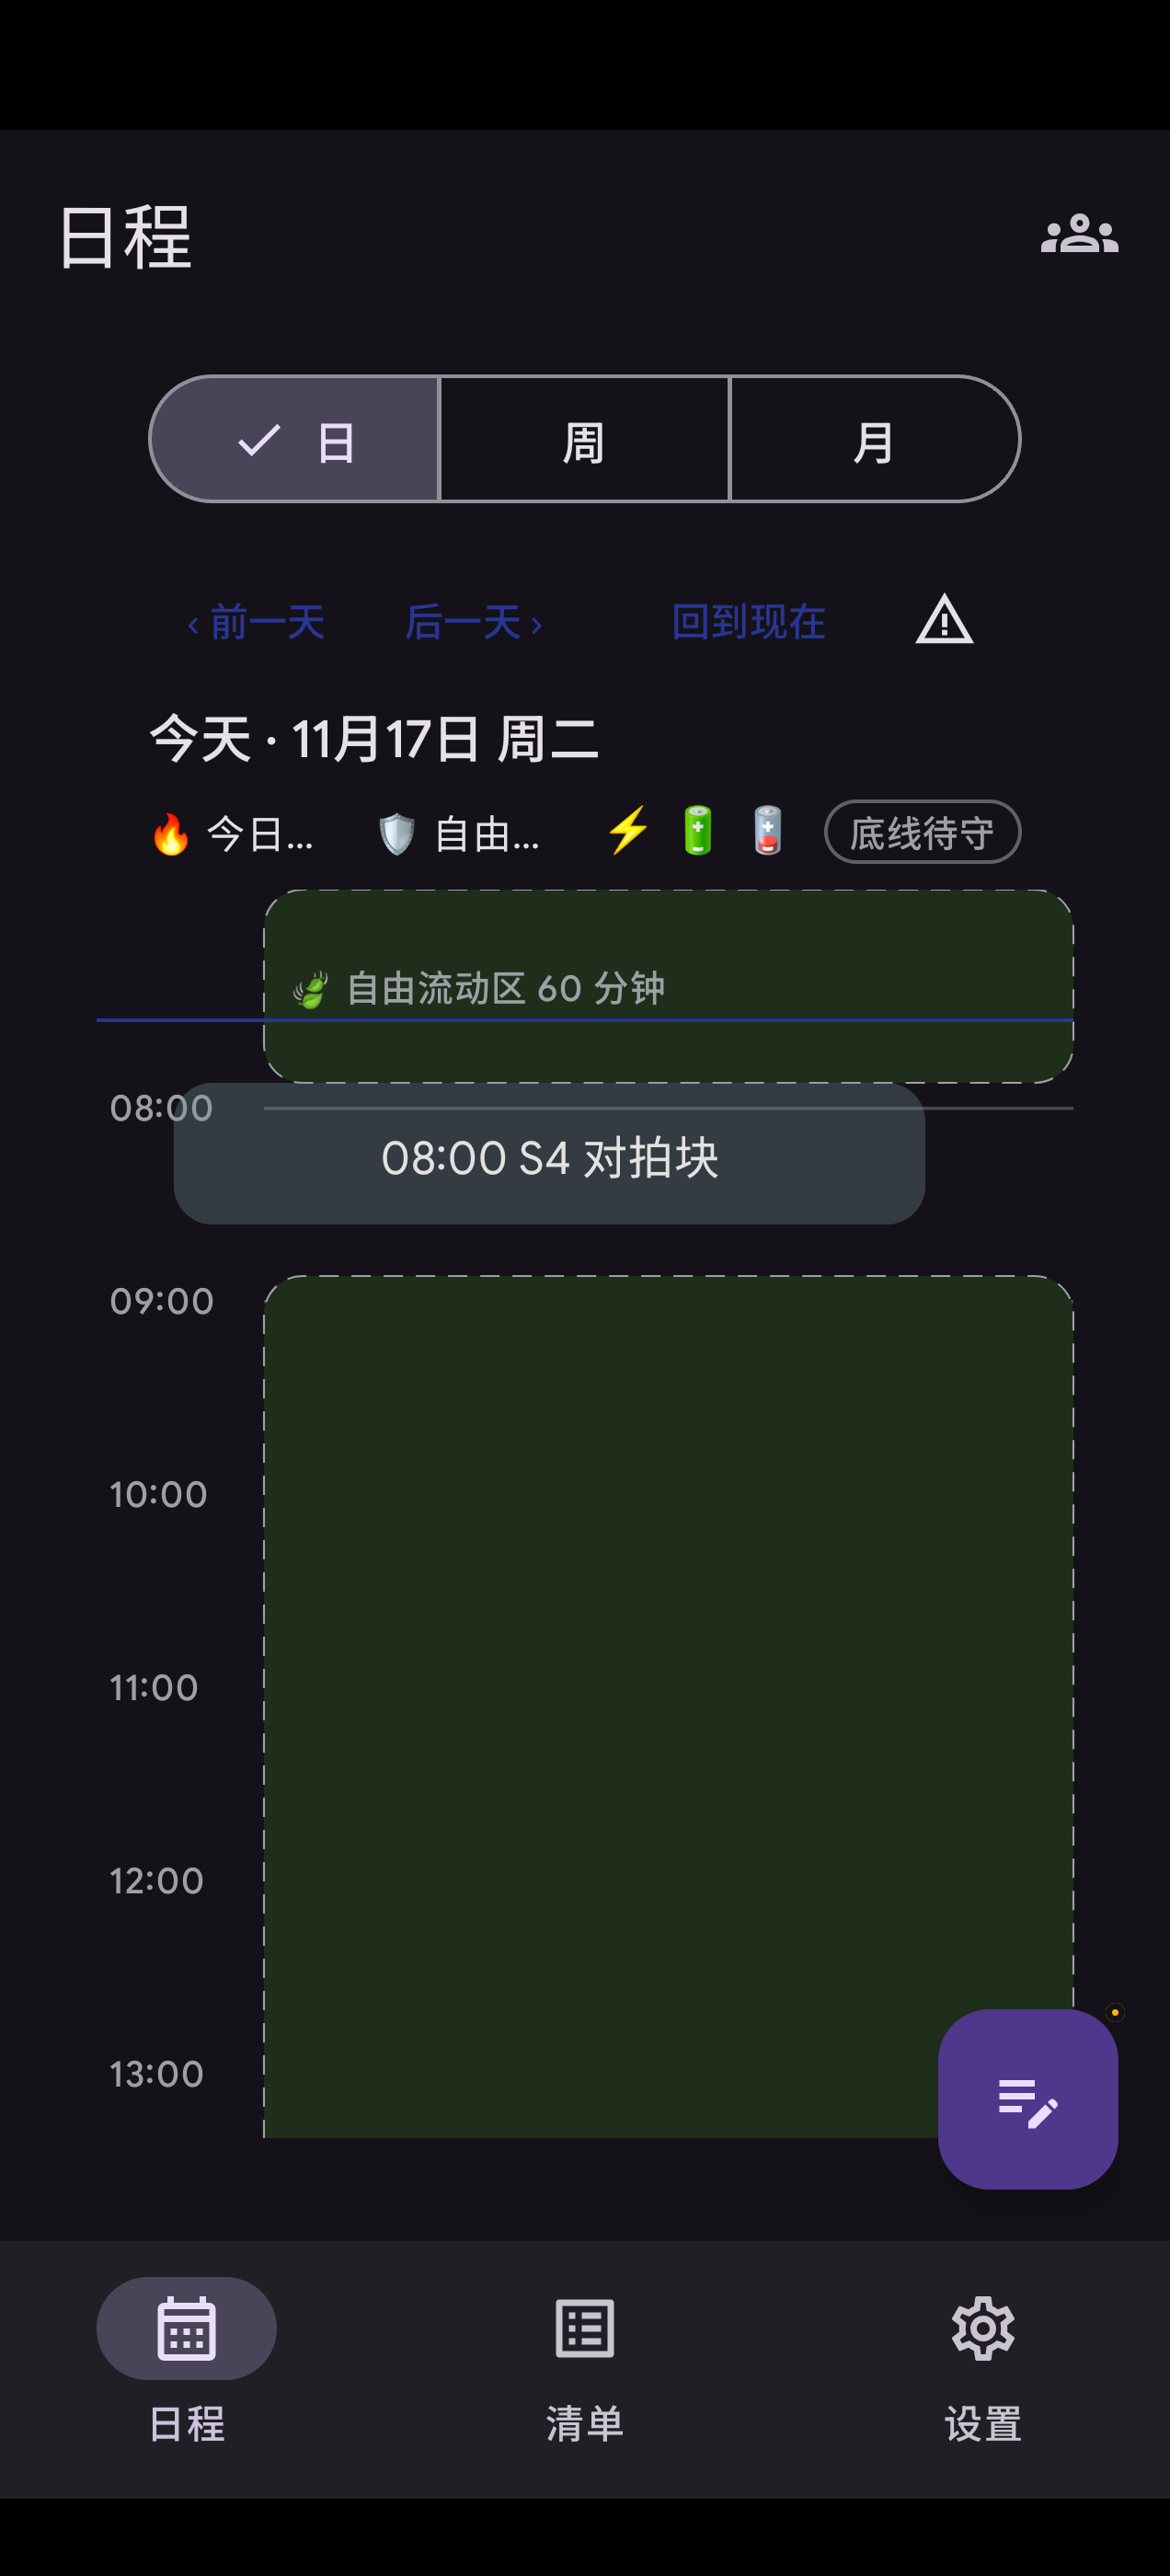 日程
日 周 月
‹ 前一天 后一天 › 回到现在
今天 · 11月17日 周二
🔥 今日... 🛡️ 自由... ⚡ 🔋 🪫 底线待守
🍃 自由流动区 60 分钟
08:00
08:00 S4 对拍块
09:00
10:00
11:00
12:00
13:00
日程 清单 设置